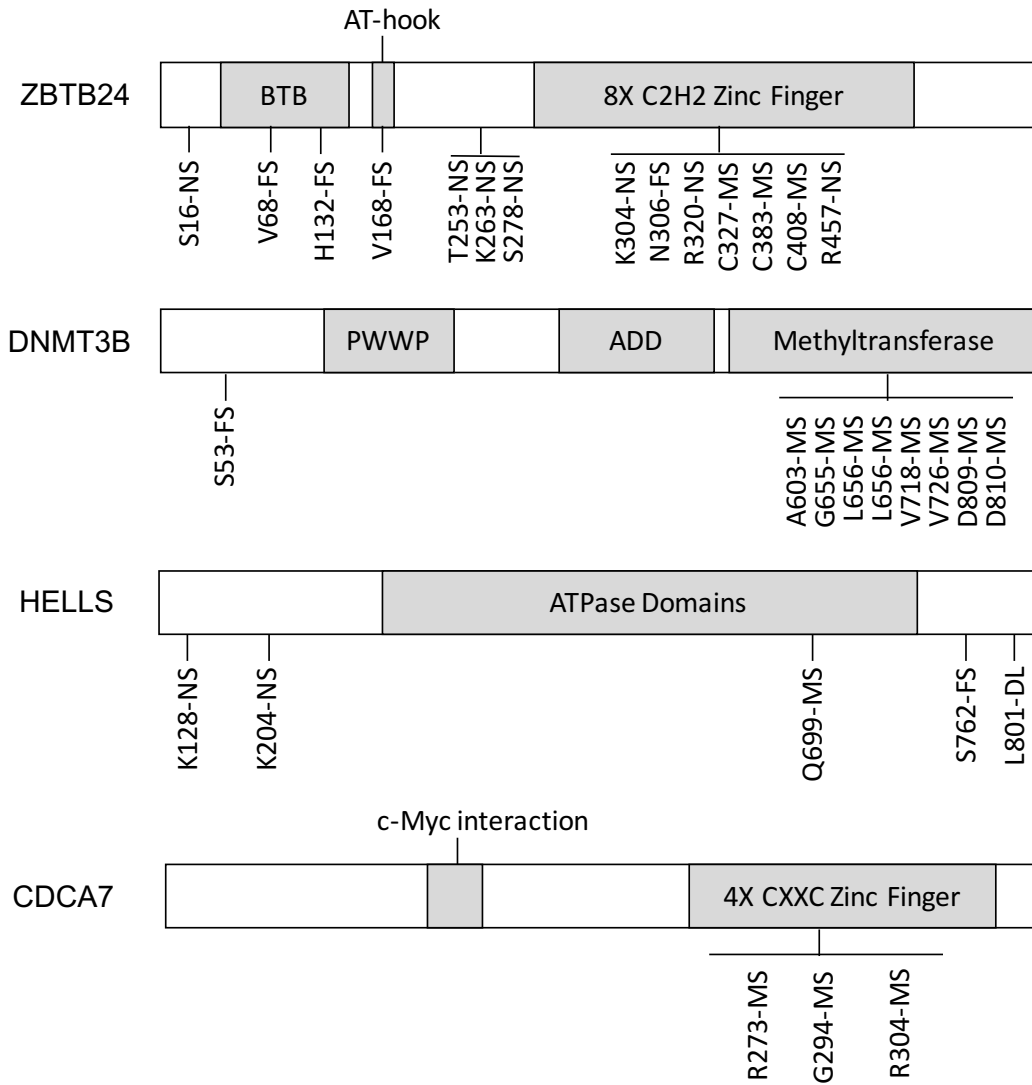 AT-hook
ZBTB24
BTB
8X C2H2 Zinc Finger
S16-NS
V68-FS
H132-FS
V168-FS
T253-NS
K263-NS
S278-NS
K304-NS
N306-FS
R320-NS
C327-MS
C383-MS
C408-MS
R457-NS
DNMT3B
PWWP
ADD
Methyltransferase
S53-FS
A603-MS
G655-MS
L656-MS
L656-MS
V718-MS
V726-MS
D809-MS
D810-MS
HELLS
ATPase Domains
K128-NS
K204-NS
Q699-MS
S762-FS
L801-DL
c-Myc interaction
CDCA7
4X CXXC Zinc Finger
R273-MS
G294-MS
R304-MS